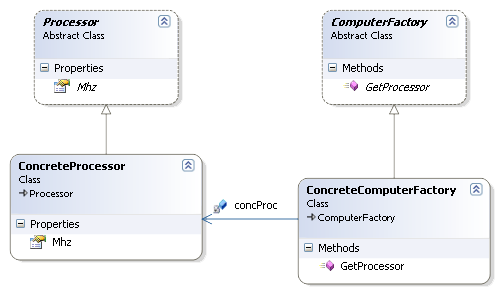 Processor
Abstract Class
Properties
Mhz
ComputerFactory
Abstract Class
Methods
GetProcessor
ConcreteProcessor
Class
Processor
Properties
Mhz
concProc
ConcreteComputerFactory
Class
ComputerFactory
Methods
GetProcessor